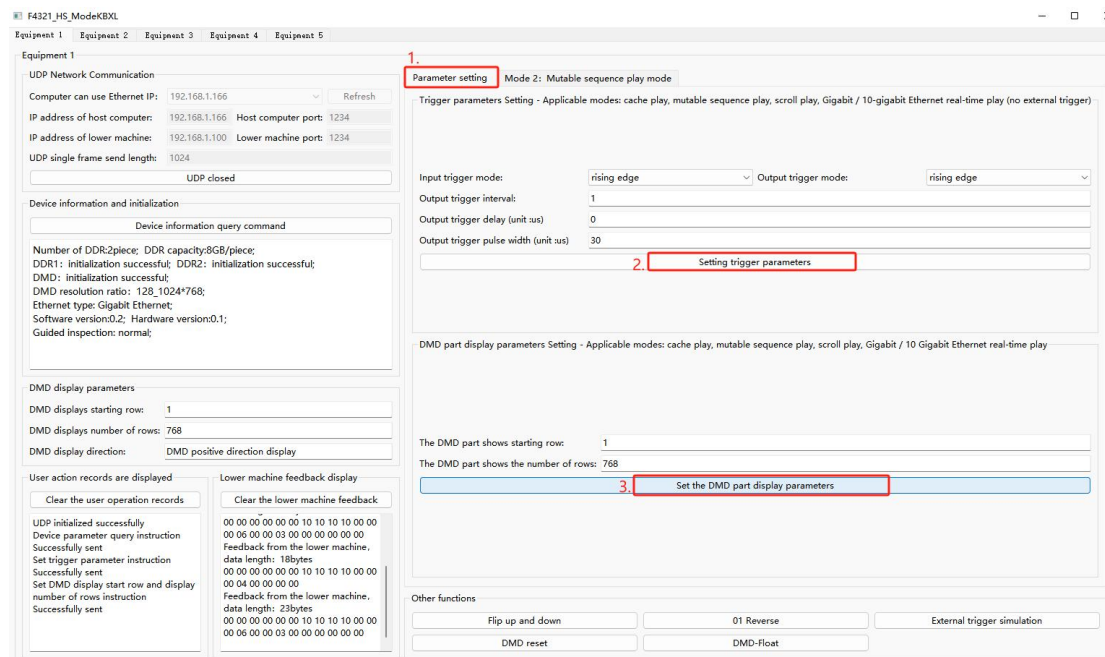 F4321_HS_ModeKBXL
Equipment 1 Equipment 2 Equipment 3 Equipment 4 Equipment 5
Equipment 1
UDP Network Communication
Computer can use Ethernet IP: 192.168.1.166 Refresh
IP address of host computer: 192.168.1.166 Host computer port: 1234
IP address of lower machine: 192.168.1.100 Lower machine port: 1234
UDP single frame send length: 1024
UDP closed
Device information and initialization
Device information query command
Number of DDR:2piece; DDR capacity:8GB/piece;
DDR1: initialization successful; DDR2: initialization successful;
DMD: initialization successful;
DMD resolution ratio: 128_1024*768;
Ethernet type: Gigabit Ethernet;
Software version:0.2; Hardware version:0.1;
Guided inspection: normal;
DMD display parameters
DMD displays starting row: 1
DMD displays number of rows: 768
DMD display direction: DMD positive direction display
User action records are displayed
Clear the user operation records
UDP initialized successfully
Device parameter query instruction
Successfully sent
Set trigger parameter instruction
Successfully sent
Set DMD display start row and display
number of rows instruction
Successfully sent
Lower machine feedback display
Clear the lower machine feedback
00 00 00 00 00 00 10 10 10 10 00 00
00 06 00 00 03 00 00 00 00 00 00
Feedback from the lower machine,
data length: 18bytes
00 00 00 00 00 00 10 10 10 10 00 00
00 04 00 00 00 00
Feedback from the lower machine,
data length: 23bytes
00 00 00 00 00 00 10 10 10 10 00 00
00 06 00 00 03 00 00 00 00 00 00
1.
Parameter setting Mode 2: Mutable sequence play mode
Trigger parameters Setting - Applicable modes: cache play, mutable sequence play, scroll play, Gigabit / 10-gigabit Ethernet real-time play (no external trigger)
Input trigger mode: rising edge Output trigger mode: rising edge
Output trigger interval: 1
Output trigger delay (unit :us) 0
Output trigger pulse width (unit :us) 30
2. Setting trigger parameters
DMD part display parameters Setting - Applicable modes: cache play, mutable sequence play, scroll play, Gigabit / 10 Gigabit Ethernet real-time play
The DMD part shows starting row: 1
The DMD part shows the number of rows: 768
3. Set the DMD part display parameters
Other functions
Flip up and down 01 Reverse External trigger simulation
DMD reset DMD-Float